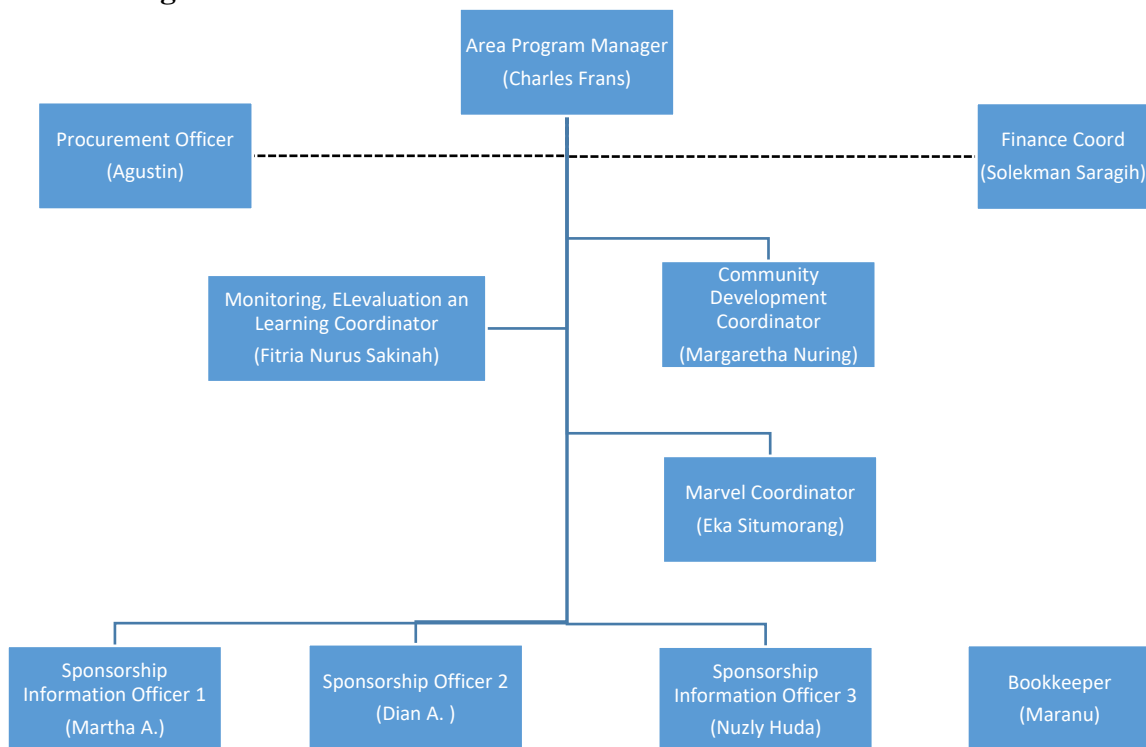 Area Program Manager
(Charles Frans)
Procurement Officer
(Agustin)
Finance Coord
(Solekman Saragih)
Monitoring, ELevaluation an
Learning Coordinator
(Fitria Nurus Sakinah)
Community
Development
Coordinator
(Margaretha Nuring)
Marvel Coordinator
(Eka Situmorang)
Sponsorship
Information Officer 1
(Martha A.)
Sponsorship Officer 2
(Dian A. )
Sponsorship
Information Officer 3
(Nuzly Huda)
Bookkeeper
(Maranu)